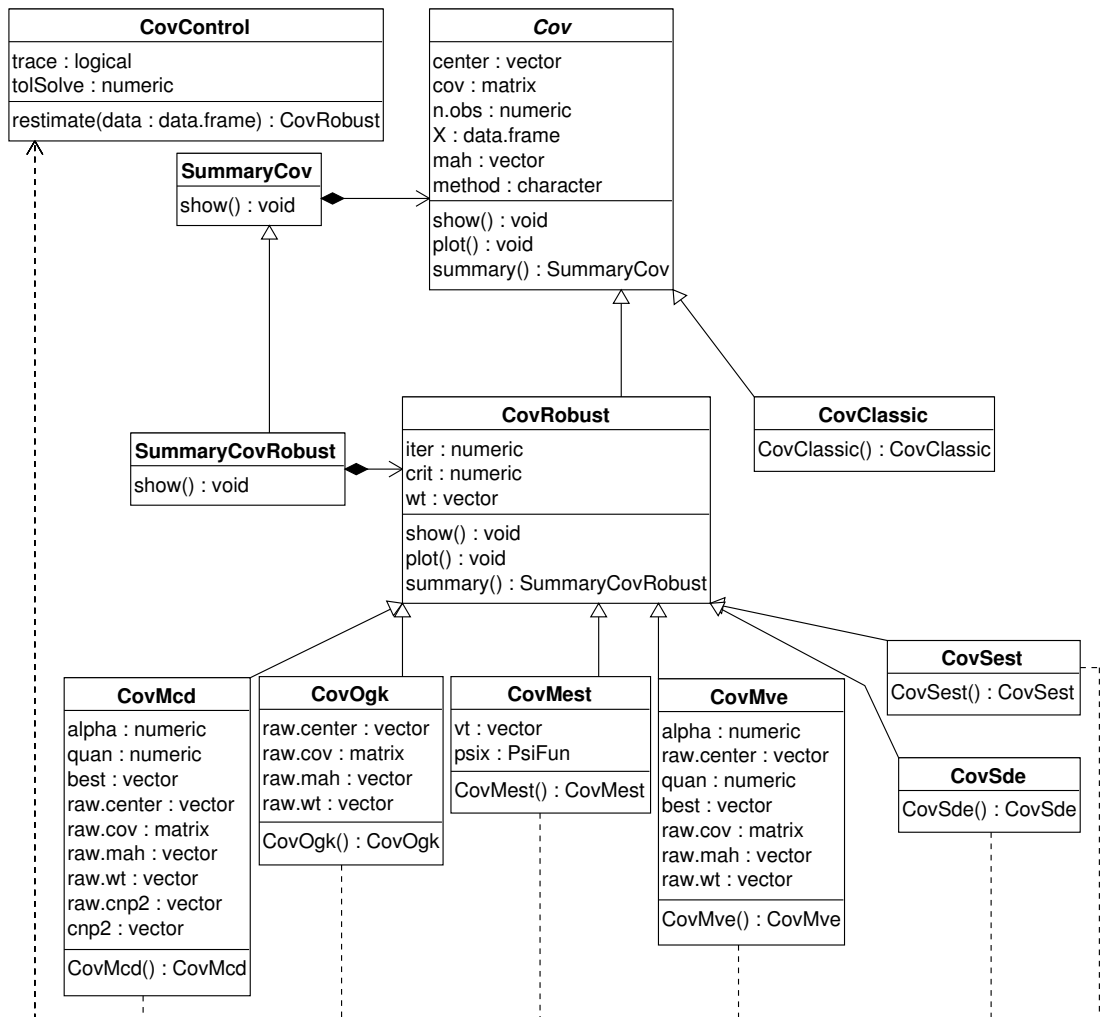 CovControl
trace : logical
tolSolve : numeric
restimate(data : data.frame) : CovRobust
Cov
center : vector
cov : matrix
n.obs : numeric
X : data.frame
mah : vector
method : character
show() : void
plot() : void
summary() : SummaryCov
SummaryCov
show() : void
CovRobust
iter : numeric
crit : numeric
wt : vector
show() : void
plot() : void
summary() : SummaryCovRobust
CovClassic
CovClassic() : CovClassic
SummaryCovRobust
show() : void
CovMcd
alpha : numeric
quan : numeric
best : vector
raw.center : vector
raw.cov : matrix
raw.mah : vector
raw.wt : vector
raw.cnp2 : vector
cnp2 : vector
CovMcd() : CovMcd
CovOgk
raw.center : vector
raw.cov : matrix
raw.mah : vector
raw.wt : vector
CovOgk() : CovOgk
CovMest
vt : vector
psix : PsiFun
CovMest() : CovMest
CovMve
alpha : numeric
raw.center : vector
quan : numeric
best : vector
raw.cov : matrix
raw.mah : vector
raw.wt : vector
CovMve() : CovMve
CovSest
CovSest() : CovSest
CovSde
CovSde() : CovSde